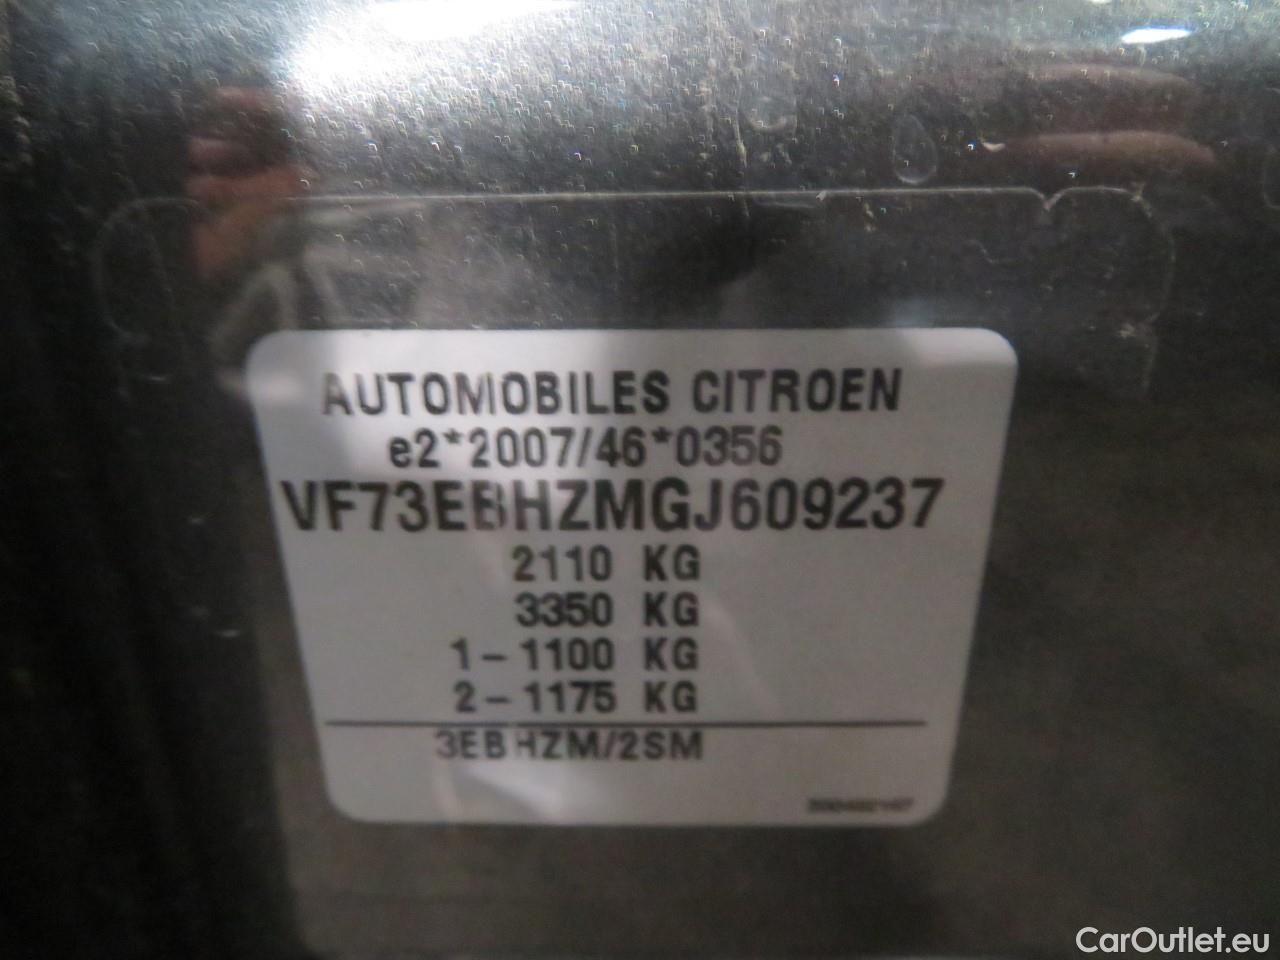 AUTOMOBILES CITROEN
e2*2007/46*0356
VF73EBHZMGJ609237
2110 KG
3350 KG
1-1100 KG
2-1175 KG
3EBHZM/2SM
CarOutlet.eu